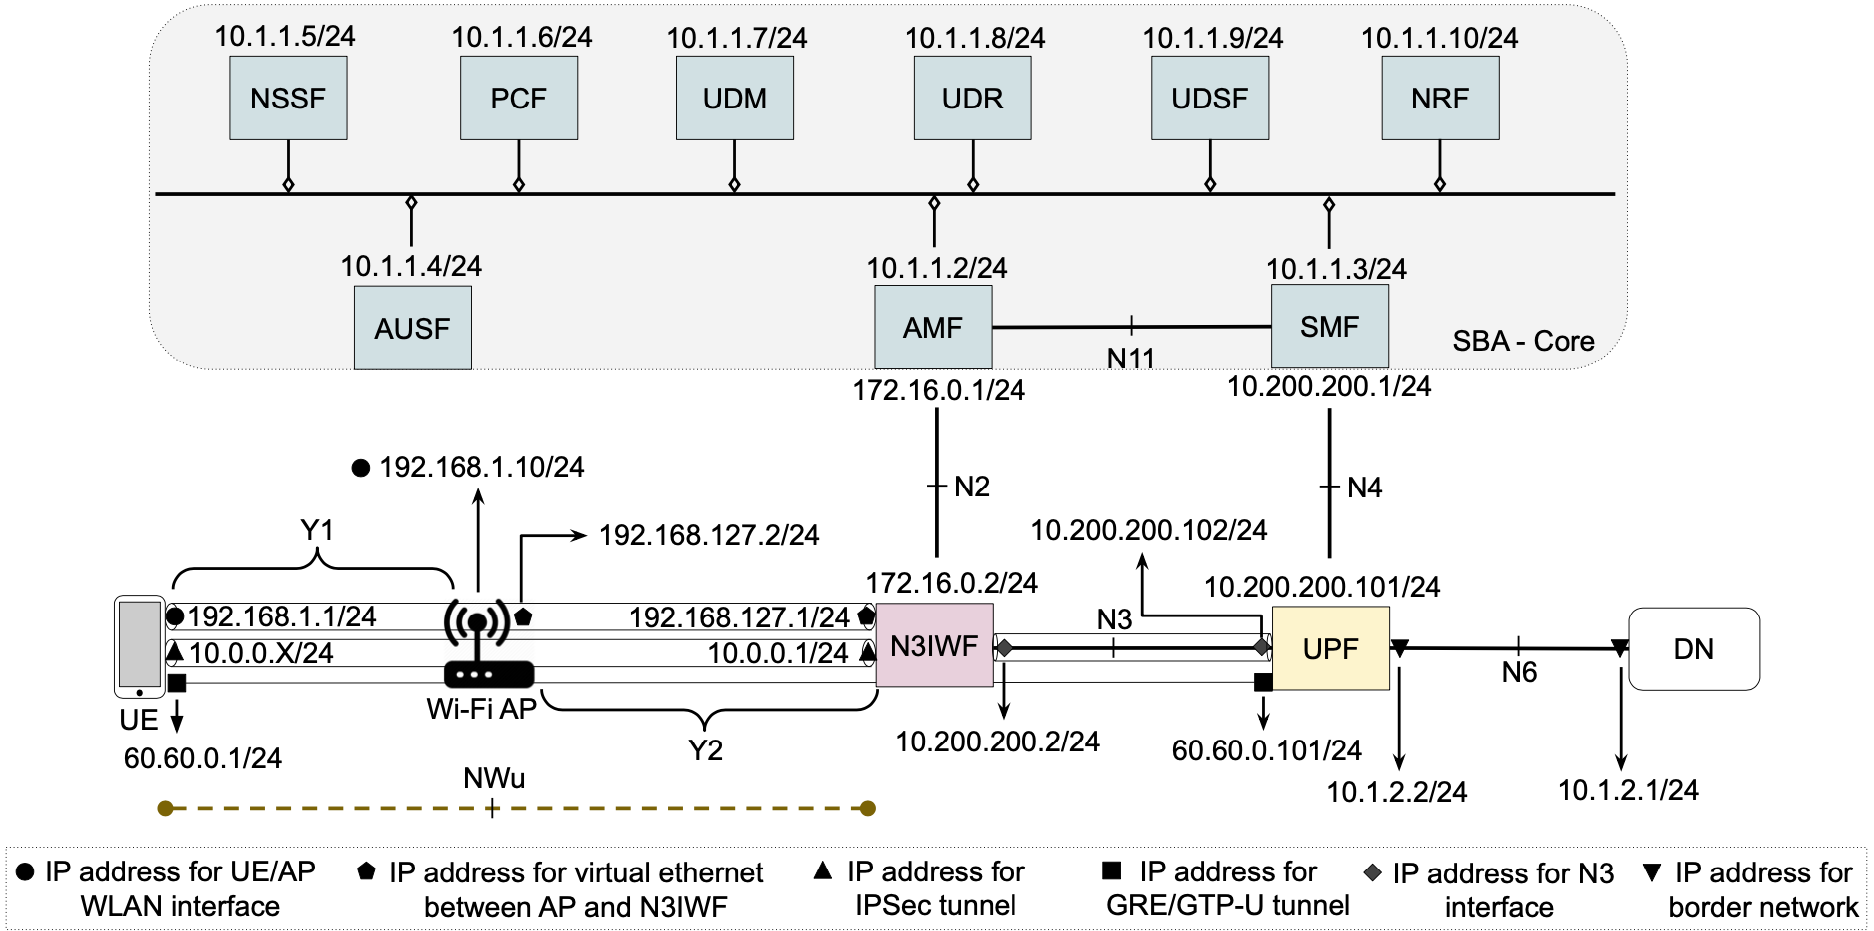 10.1.1.5/24
10.1.1.6/24
10.1.1.7/24
10.1.1.8/24
10.1.1.9/24
10.1.1.10/24
NSSF
PCF
UDM
UDR
UDSF
NRF
10.1.1.4/24
10.1.1.2/24
10.1.1.3/24
AUSF
AMF
SMF
N11
SBA - Core
172.16.0.1/24
10.200.200.1/24
192.168.1.10/24
N2
N4
Y1
192.168.127.2/24
10.200.200.102/24
172.16.0.2/24
10.200.200.101/24
192.168.1.1/24
192.168.127.1/24
N3
10.0.0.X/24
10.0.0.1/24
N3IWF
UPF
DN
N6
UE
Wi-Fi AP
60.60.0.1/24
Y2
10.200.200.2/24
60.60.0.101/24
NWu
10.1.2.2/24
10.1.2.1/24
IP address for UE/AP
WLAN interface
IP address for virtual ethernet
between AP and N3IWF
IP address for
IPSec tunnel
IP address for
GRE/GTP-U tunnel
IP address for N3
interface
IP address for
border network